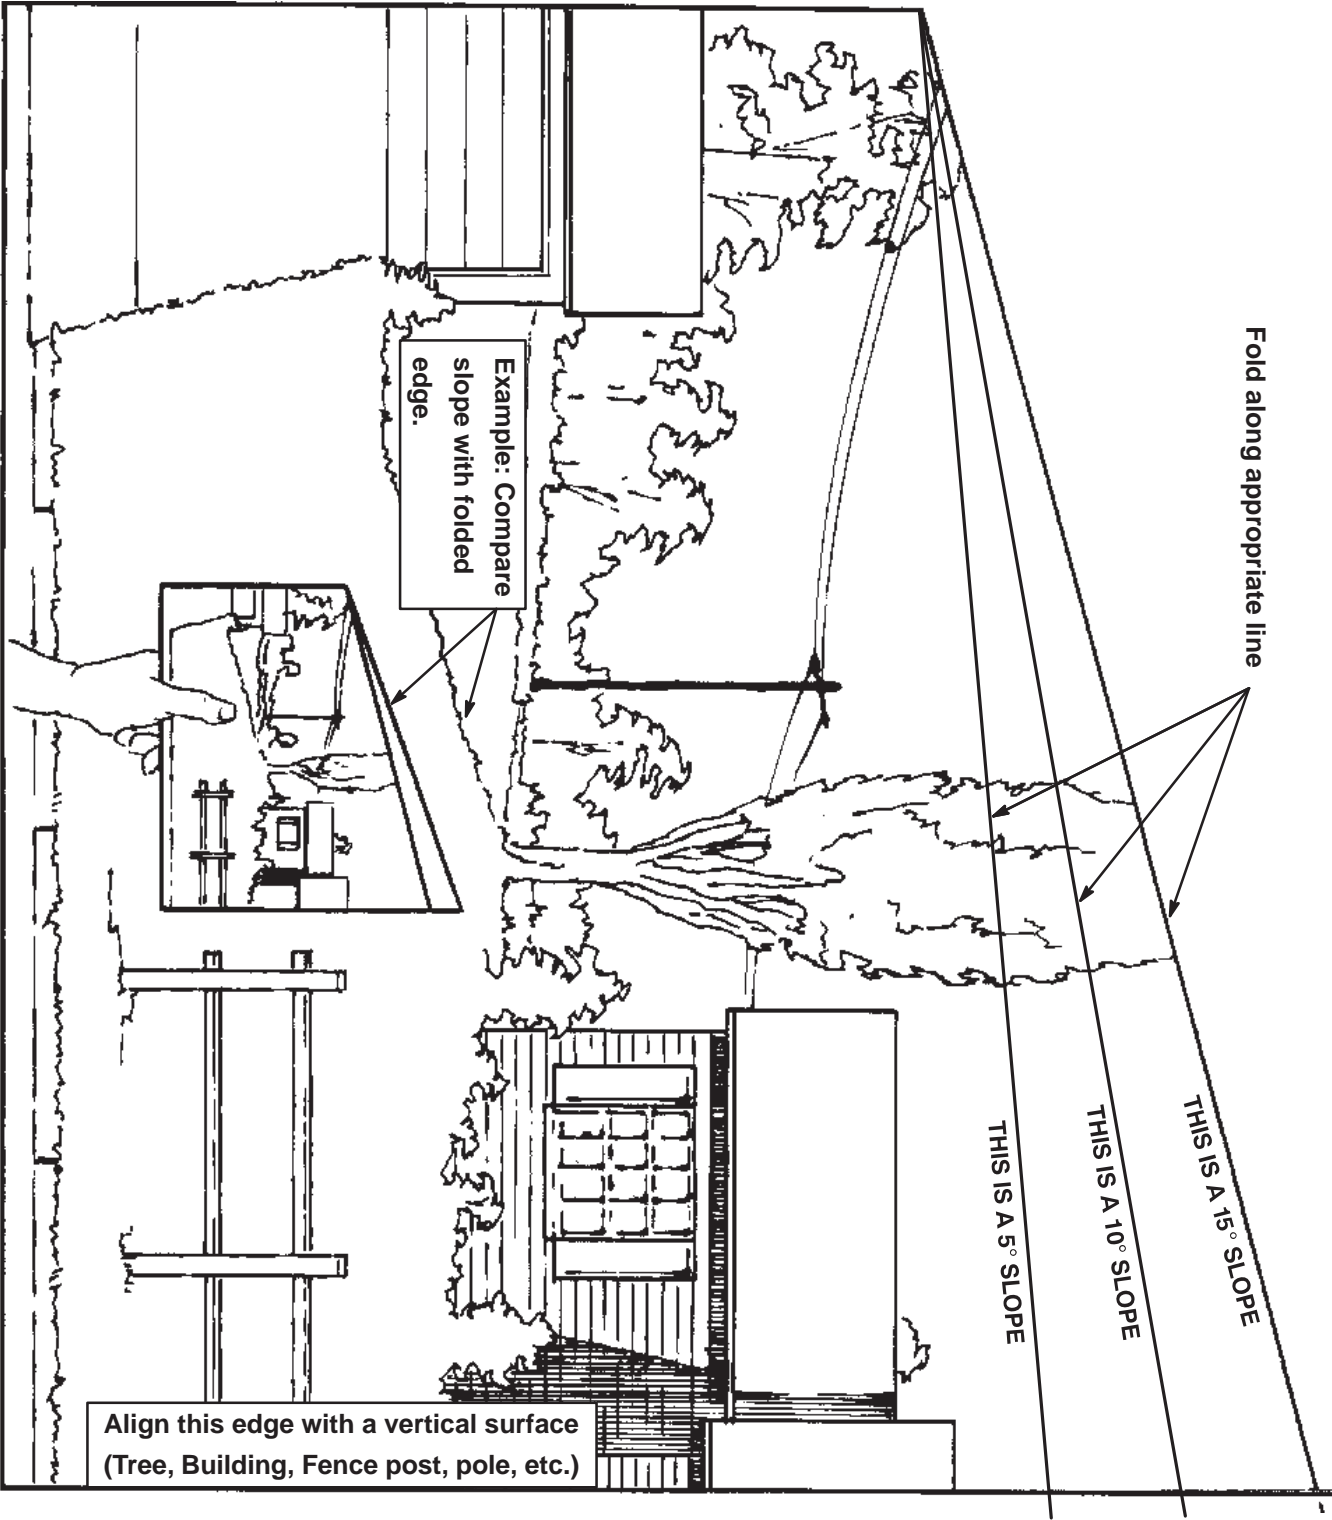 Fold along appropriate line
THIS IS A 15° SLOPE
THIS IS A 10° SLOPE
THIS IS A 5° SLOPE
Example: Compare
slope with folded
edge.
Align this edge with a vertical surface
(Tree, Building, Fence post, pole, etc.)